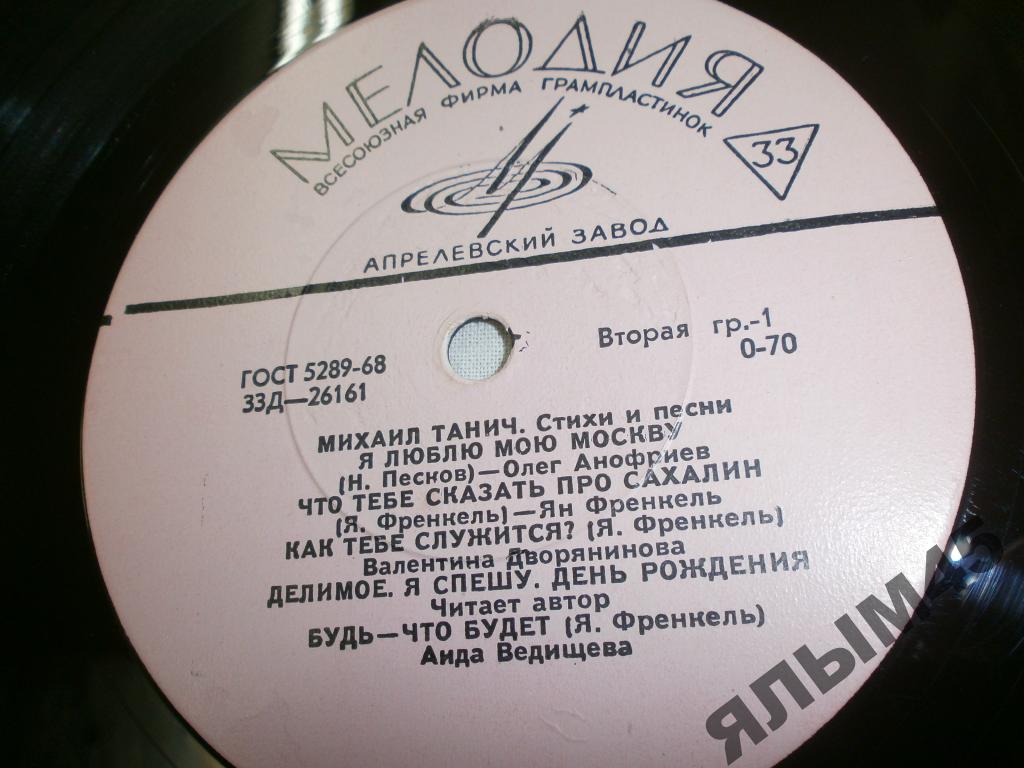 МЕЛОДИЯ
ВСЕСОЮЗНАЯ ФИРМА ГРАМПЛАСТИНОК
33
АПРЕЛЕВСКИЙ ЗАВОД
Вторая гр.-1
0-70
ГОСТ 5289-68
33Д—26161
МИХАИЛ ТАНИЧ. Стихи и песни
Я ЛЮБЛЮ МОЮ МОСКВУ
(Н. Песков)—Олег Анофриев
ЧТО ТЕБЕ СКАЗАТЬ ПРО САХАЛИН
(Я. Френкель)—Ян Френкель
КАК ТЕБЕ СЛУЖИТСЯ? (Я. Френкель)
Валентина Дворянинова
ДЕЛИМОЕ. Я СПЕШУ. ДЕНЬ РОЖДЕНИЯ
Читает автор
БУДЬ—ЧТО БУДЕТ (Я. Френкель)
Аида Ведищева